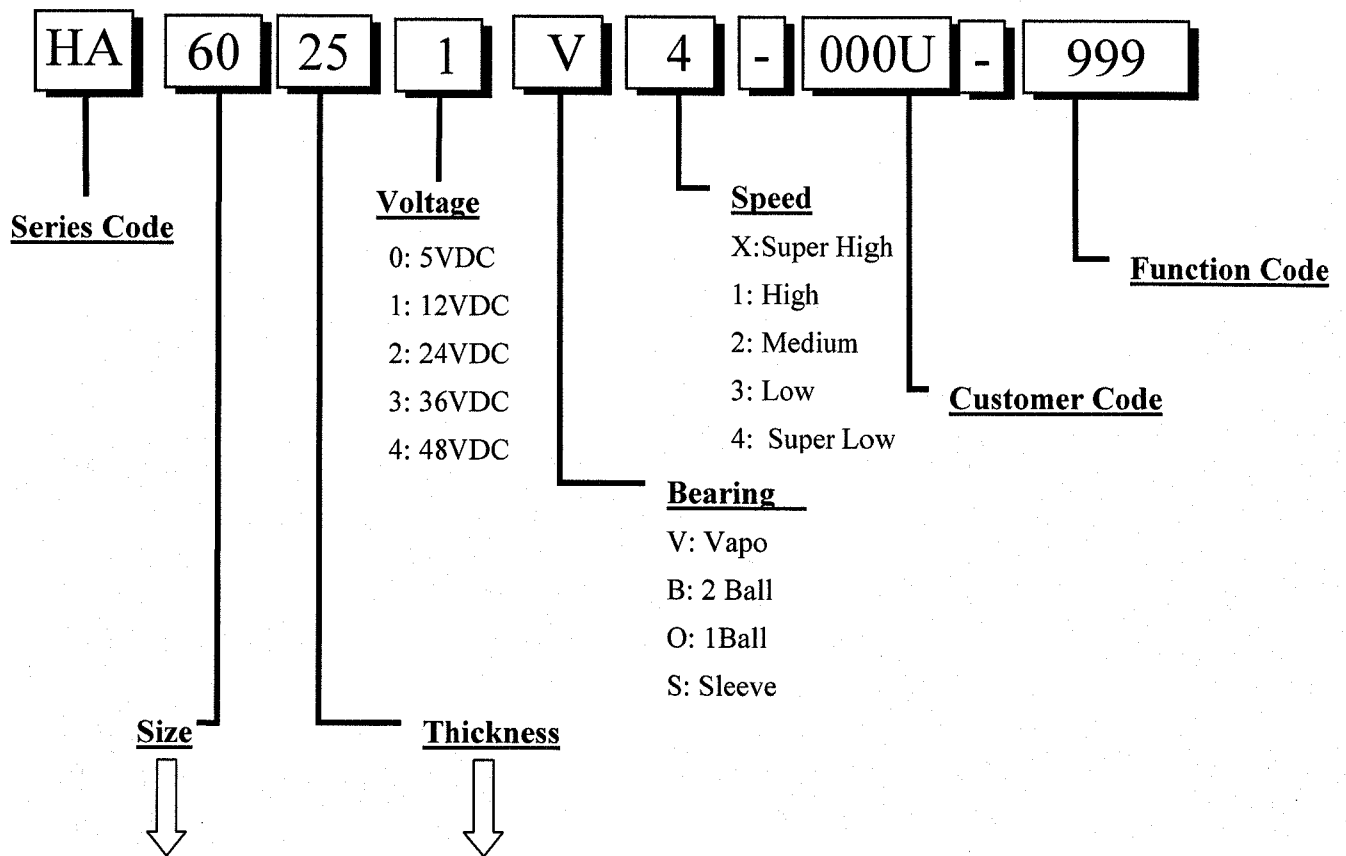 HA 60 25 1 V 4 - 000U - 999
Series Code
Voltage
0: 5VDC
1: 12VDC
2: 24VDC
3: 36VDC
4: 48VDC
Speed
X:Super High
1: High
2: Medium
3: Low
4: Super Low
Function Code
Customer Code
Bearing
V: Vapo
B: 2 Ball
O: 1Ball
S: Sleeve
Size
Thickness